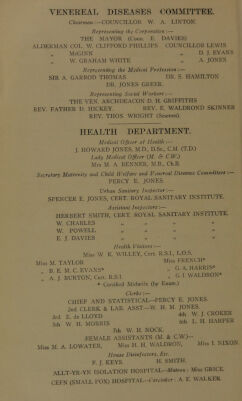 VENEREAL DISEASES COMMITTEE.
Chairman:—COUNCILLOR W. A. LINTON.
Representing the Corporation:—
THE MAYOR (Coun. E. DAVIES)
ALDERMAN COL. W. CLIFFORD PHILLIPS COUNCILLOR LEWIS
„ McGINN „ D. J. EVANS
„ W. GRAHAM WHITE „ A. JONES
Representing the Medical Profession:—
SIR A. GARROD THOMAS DR. S. HAMILTON
DR. JONES GREER.
Representing Social Workers:—
THE VEN. ARCHDEACON D. H. GRIFFITHS
REV. FATHER D. HICKEY. REV. E. WALDRON SKINNER
REV. THOS. WRIGHT
HEALTH DEPARTMENT.
Medical Officer of Health:—
J. HOWARD JONES, M.D., D.Sc., C.M. (T.D.)
Lady Medical Officer (M. & C.W.)
Miss M. A. RENNER, M.B., Ch.B.
Secretary Maternity and Child Welfare and Venereal Diseases Committees:—
PERCY E. JONES.
Urban Sanitary Inspector:—
SPENCER E. JONES, CERT. ROYAL SANITARY INSTITUTE.
Assistant Inspectors:—
HERBERT SMITH, CERT. ROYAL SANITARY INSTITUTE.
W. CHARLES „ „ „ „
W. POWELL „ „ „ „
E. J. DAVIES „ „ „ „
Health Visitors:—
Miss W. K. WILLEY, Cert. R.S.I., L.O.S.
Miss M. TAYLOR Miss FRENCH*
„ B. E. M. C. EVANS* „ G. A. HARRIS*
„ A. J. BURTON, Cert. R.S.I. „ G. I. WALDRON*
* Certified Midwife (by Exam.)
Clerks:—
CHIEF AND STATISTICAL—PERCY E. JONES.
2nd CLERK & LAB. ASST—W. H. M. JONES.
3rd. E. de LLOYD 4th W. J. CROKER
5th W. H. MORRIS 6th L. H. HARPER
7th W. H. NOCK.
FEMALE ASSISTANTS (M. & C.W.)—
Miss M. A. LOWATER, Miss H. H. WALDRON, Miss I. NIXON
House Disinfectors, Etc.
F. J. KEYS. H. SMITH.
ALLT-YR-YN ISOLATION HOSPITAL—Matron: Miss GRICE.
CEFN (SMALL POX) HOSPITAL—Caretaker: A. E. WALKER.